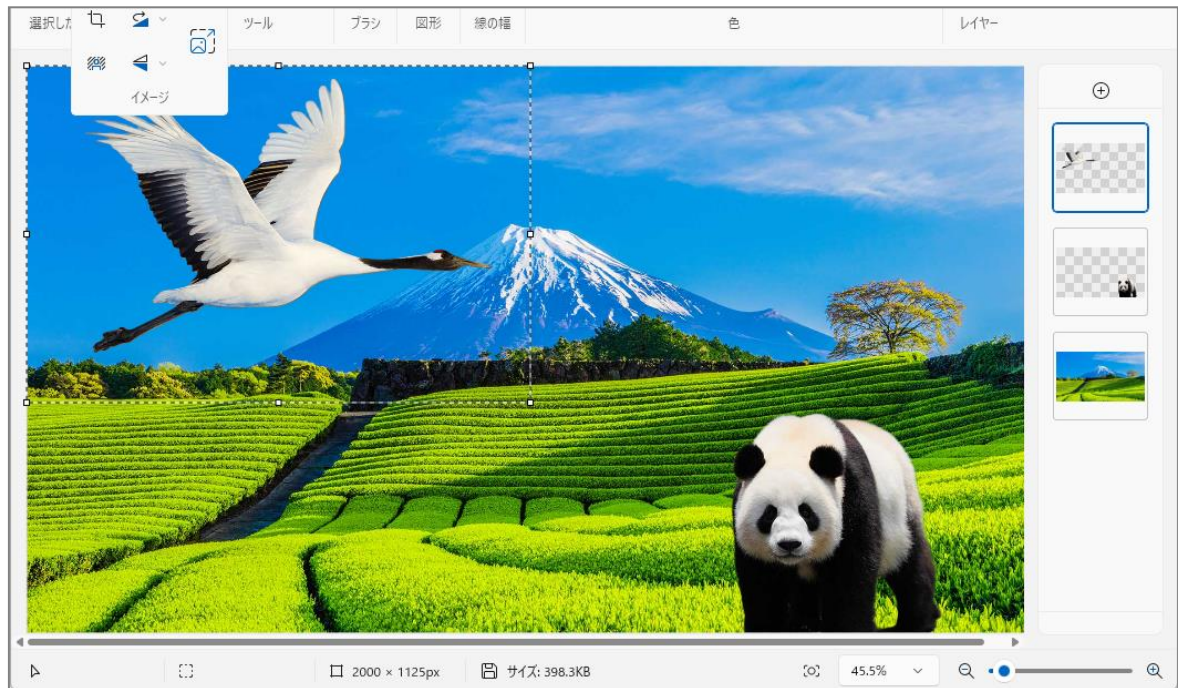 選択した
ツール
ブラシ
図形
線の幅
色
レイヤー
イメージ
2000 × 1125px
サイズ: 398.3KB
45.5%